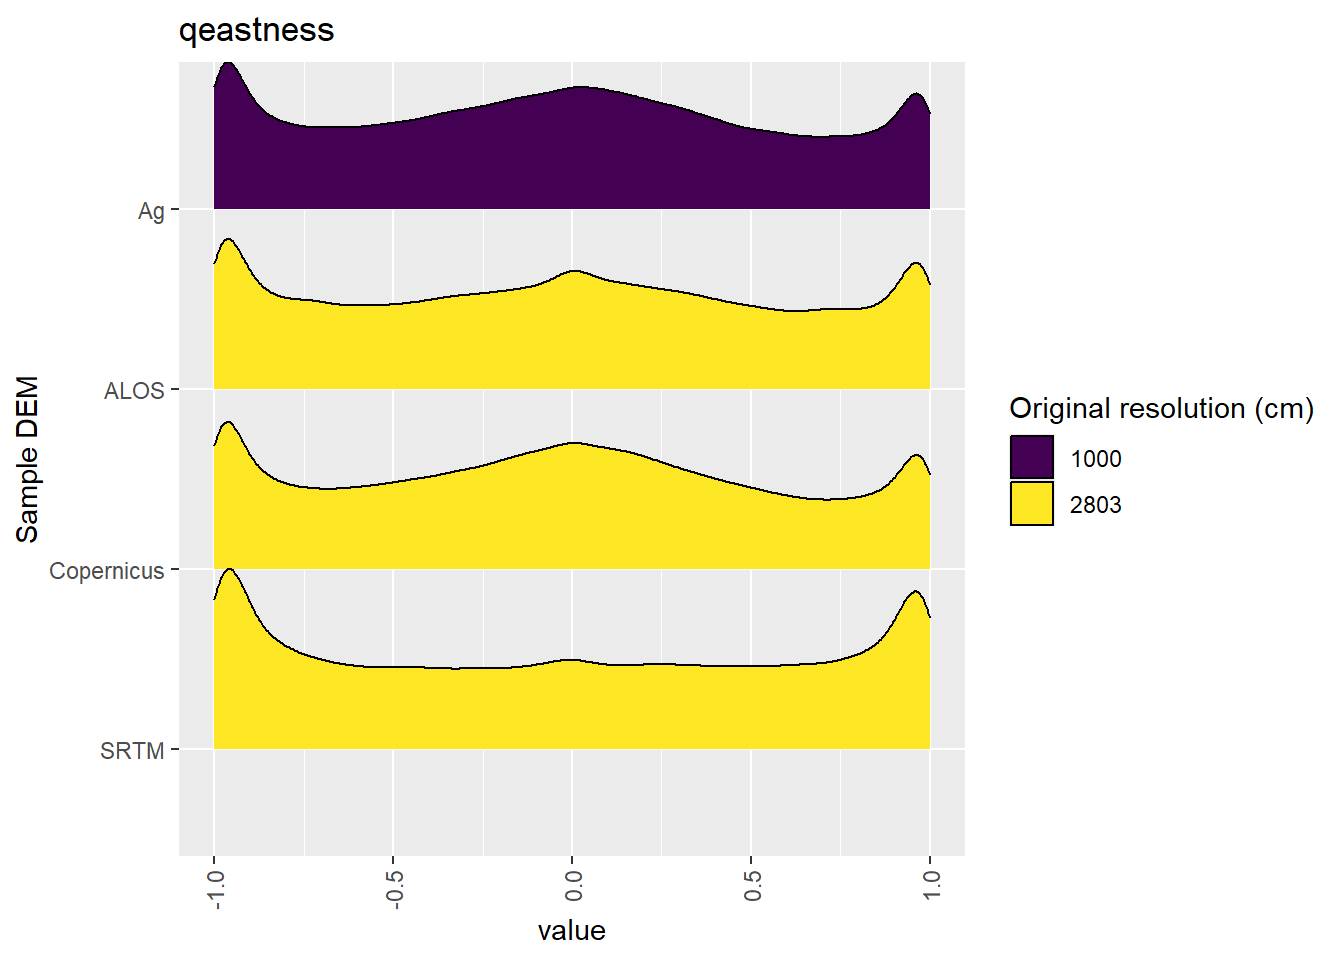 qeastness
Sample DEM
Ag
ALOS
Copernicus
SRTM
-1.0
-0.5
0.0
0.5
1.0
value
Original resolution (cm)
1000
2803